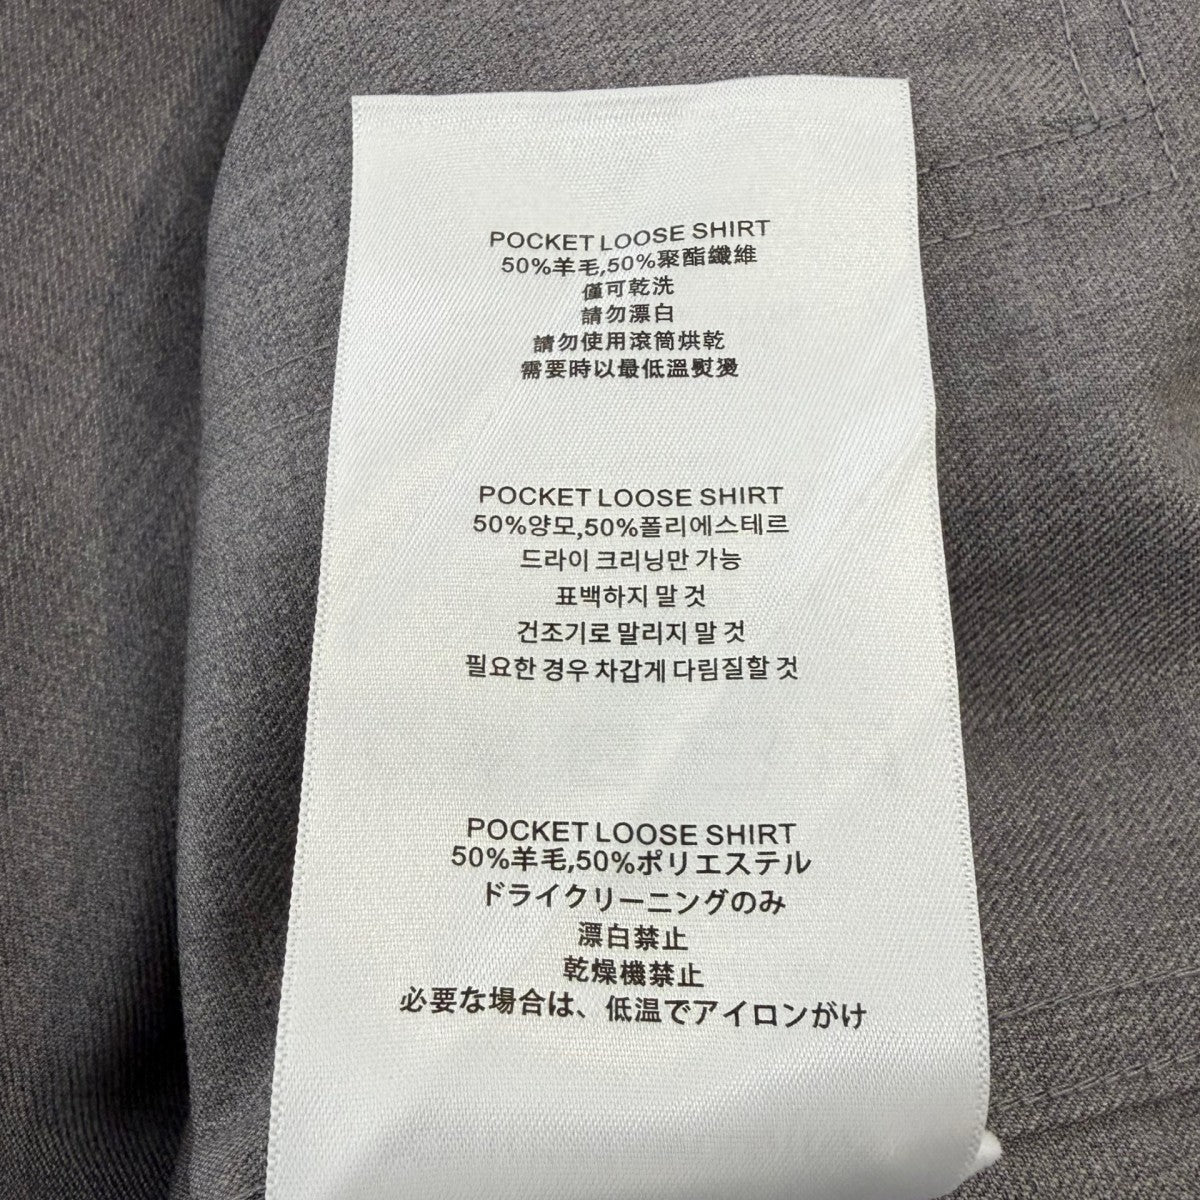 POCKET LOOSE SHIRT
50%羊毛,50%聚酯纖維
僅可乾洗
請勿漂白
請勿使用滾筒烘乾
需要時以最低溫熨燙
POCKET LOOSE SHIRT
50%양모,50%폴리에스테르
드라이 크리닝만 가능
표백하지 말 것
건조기로 말리지 말 것
필요한 경우 차갑게 다림질할 것
POCKET LOOSE SHIRT
50%羊毛,50%ポリエステル
ドライクリーニングのみ
漂白禁止
乾燥機禁止
必要な場合は、低温でアイロンがけ